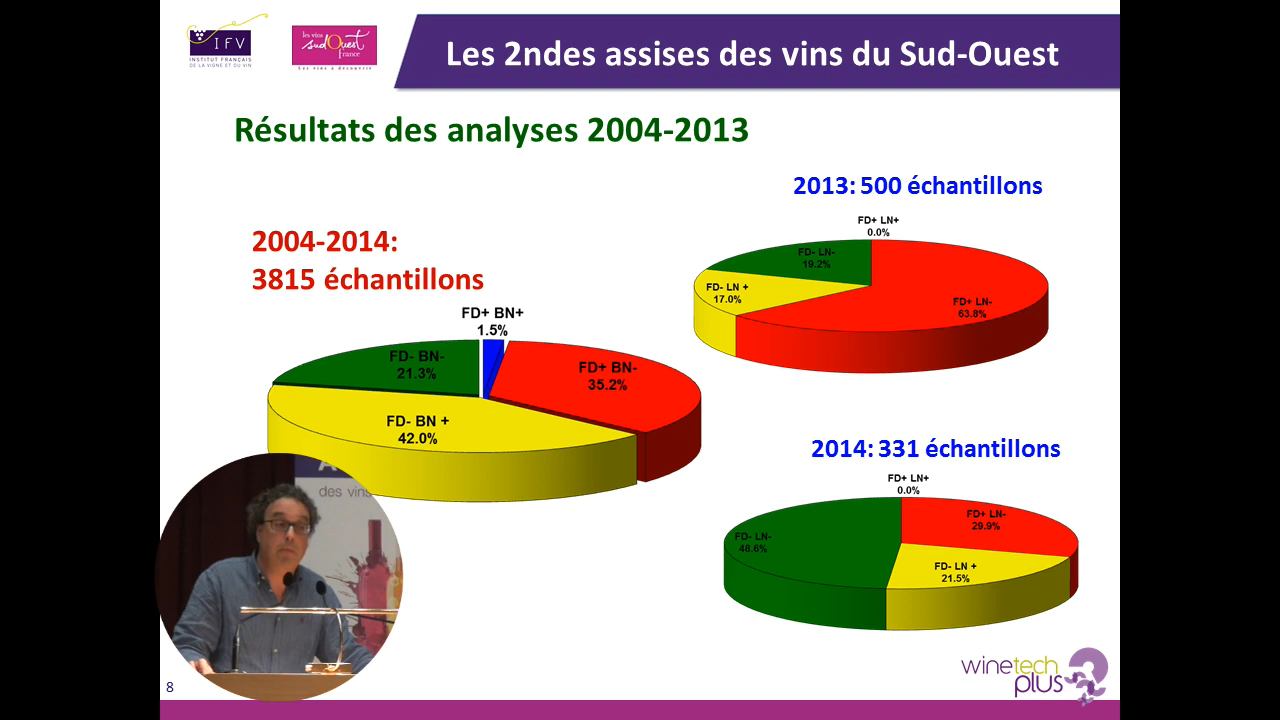 IFV
INSTITUT FRANÇAIS
DE LA VIGNE ET DU VIN
les vins
sudOuest
france
Les vins à découvrir
Les 2ndes assises des vins du Sud-Ouest
Résultats des analyses 2004-2013
2013: 500 échantillons
FD+ LN+
0.0%
FD- LN-
19.2%
FD- LN +
17.0%
FD+ LN-
63.8%
2004-2014:
3815 échantillons
FD+ BN+
1.5%
FD- BN-
21.3%
FD+ BN-
35.2%
FD- BN +
42.0%
2014: 331 échantillons
FD+ LN+
0.0%
FD+ LN-
29.9%
FD- LN-
48.6%
FD- LN +
21.5%
des vins
winetech
plus
8